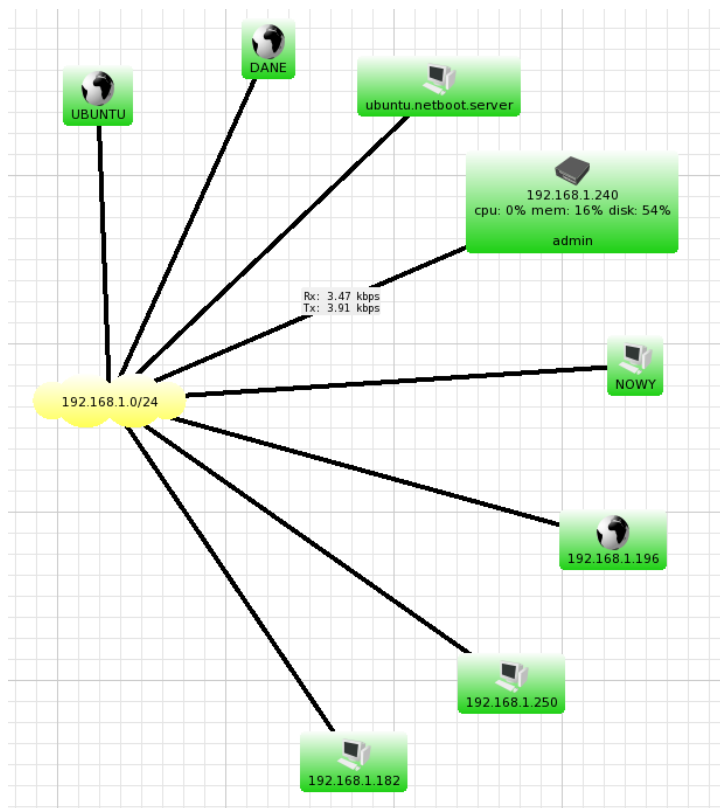 DANE
UBUNTU
ubuntu.netboot.server
192.168.1.240
cpu: 0% mem: 16% disk: 54%
admin
Rx: 3.47 kbps
Tx: 3.91 kbps
NOWY
192.168.1.0/24
192.168.1.196
192.168.1.250
192.168.1.182